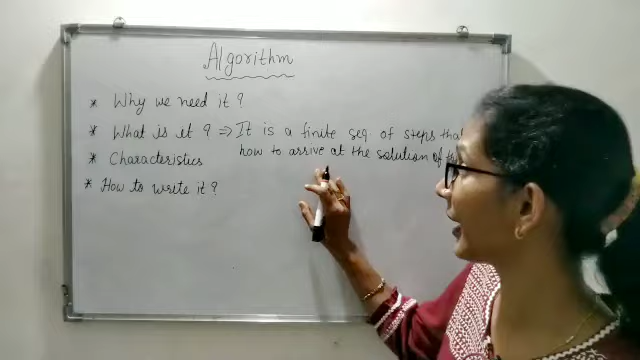 Algorithm
* Why we need it ?
* What is it ? ⇒ It is a finite seq. of steps that
* Characteristics how to arrive at the solution of
* How to write it ?